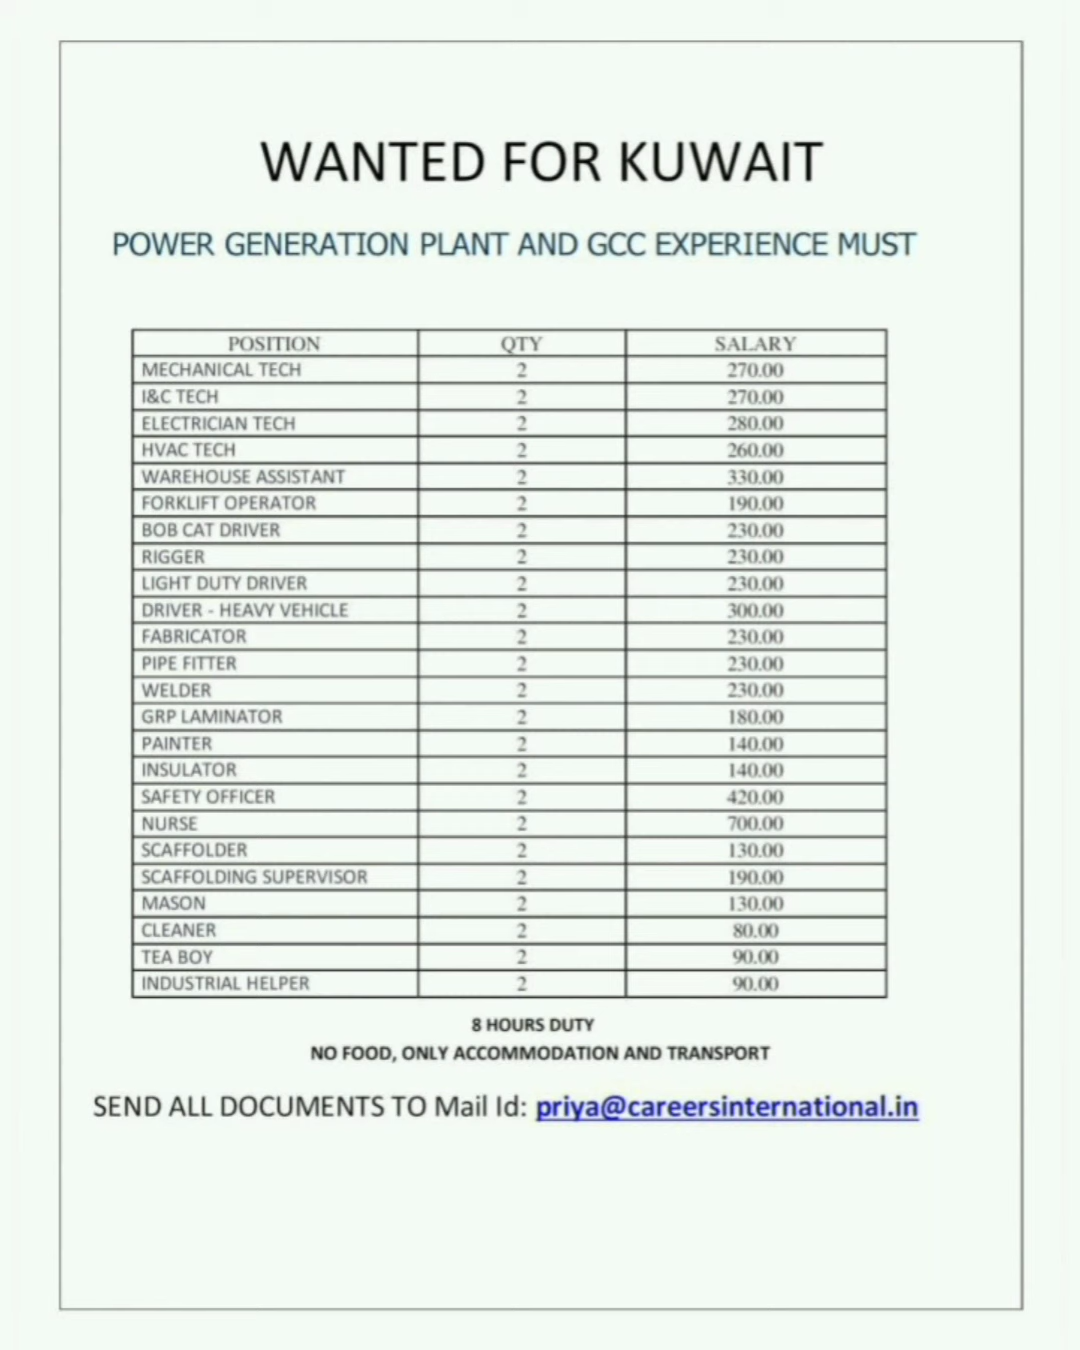 WANTED FOR KUWAIT
POWER GENERATION PLANT AND GCC EXPERIENCE MUST
POSITION QTY SALARY
MECHANICAL TECH 2 270.00
I&C TECH 2 270.00
ELECTRICIAN TECH 2 280.00
HVAC TECH 2 260.00
WAREHOUSE ASSISTANT 2 330.00
FORKLIFT OPERATOR 2 190.00
BOB CAT DRIVER 2 230.00
RIGGER 2 230.00
LIGHT DUTY DRIVER 2 230.00
DRIVER - HEAVY VEHICLE 2 300.00
FABRICATOR 2 230.00
PIPE FITTER 2 230.00
WELDER 2 230.00
GRP LAMINATOR 2 180.00
PAINTER 2 140.00
INSULATOR 2 140.00
SAFETY OFFICER 2 420.00
NURSE 2 700.00
SCAFFOLDER 2 130.00
SCAFFOLDING SUPERVISOR 2 190.00
MASON 2 130.00
CLEANER 2 80.00
TEA BOY 2 90.00
INDUSTRIAL HELPER 2 90.00
8 HOURS DUTY
NO FOOD, ONLY ACCOMMODATION AND TRANSPORT
SEND ALL DOCUMENTS TO Mail Id: priya@careersinternational.in